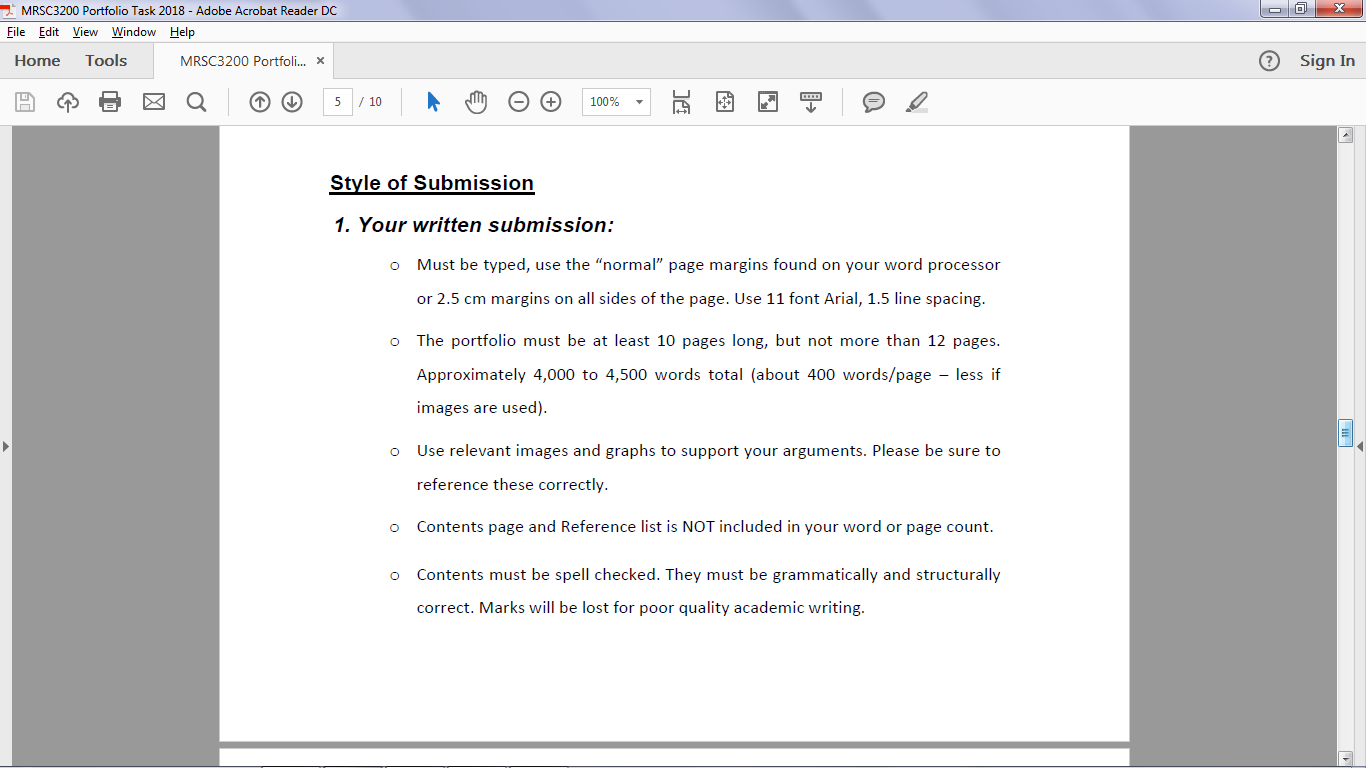 MRSC3200 Portfolio Task 2018 - Adobe Acrobat Reader DC
File Edit View Window Help
Home Tools MRSC3200 Portfoli... × ? Sign In
5 / 10 100%
Style of Submission
1. Your written submission:
o Must be typed, use the “normal” page margins found on your word processor
or 2.5 cm margins on all sides of the page. Use 11 font Arial, 1.5 line spacing.
o The portfolio must be at least 10 pages long, but not more than 12 pages.
Approximately 4,000 to 4,500 words total (about 400 words/page – less if
images are used).
o Use relevant images and graphs to support your arguments. Please be sure to
reference these correctly.
o Contents page and Reference list is NOT included in your word or page count.
o Contents must be spell checked. They must be grammatically and structurally
correct. Marks will be lost for poor quality academic writing.